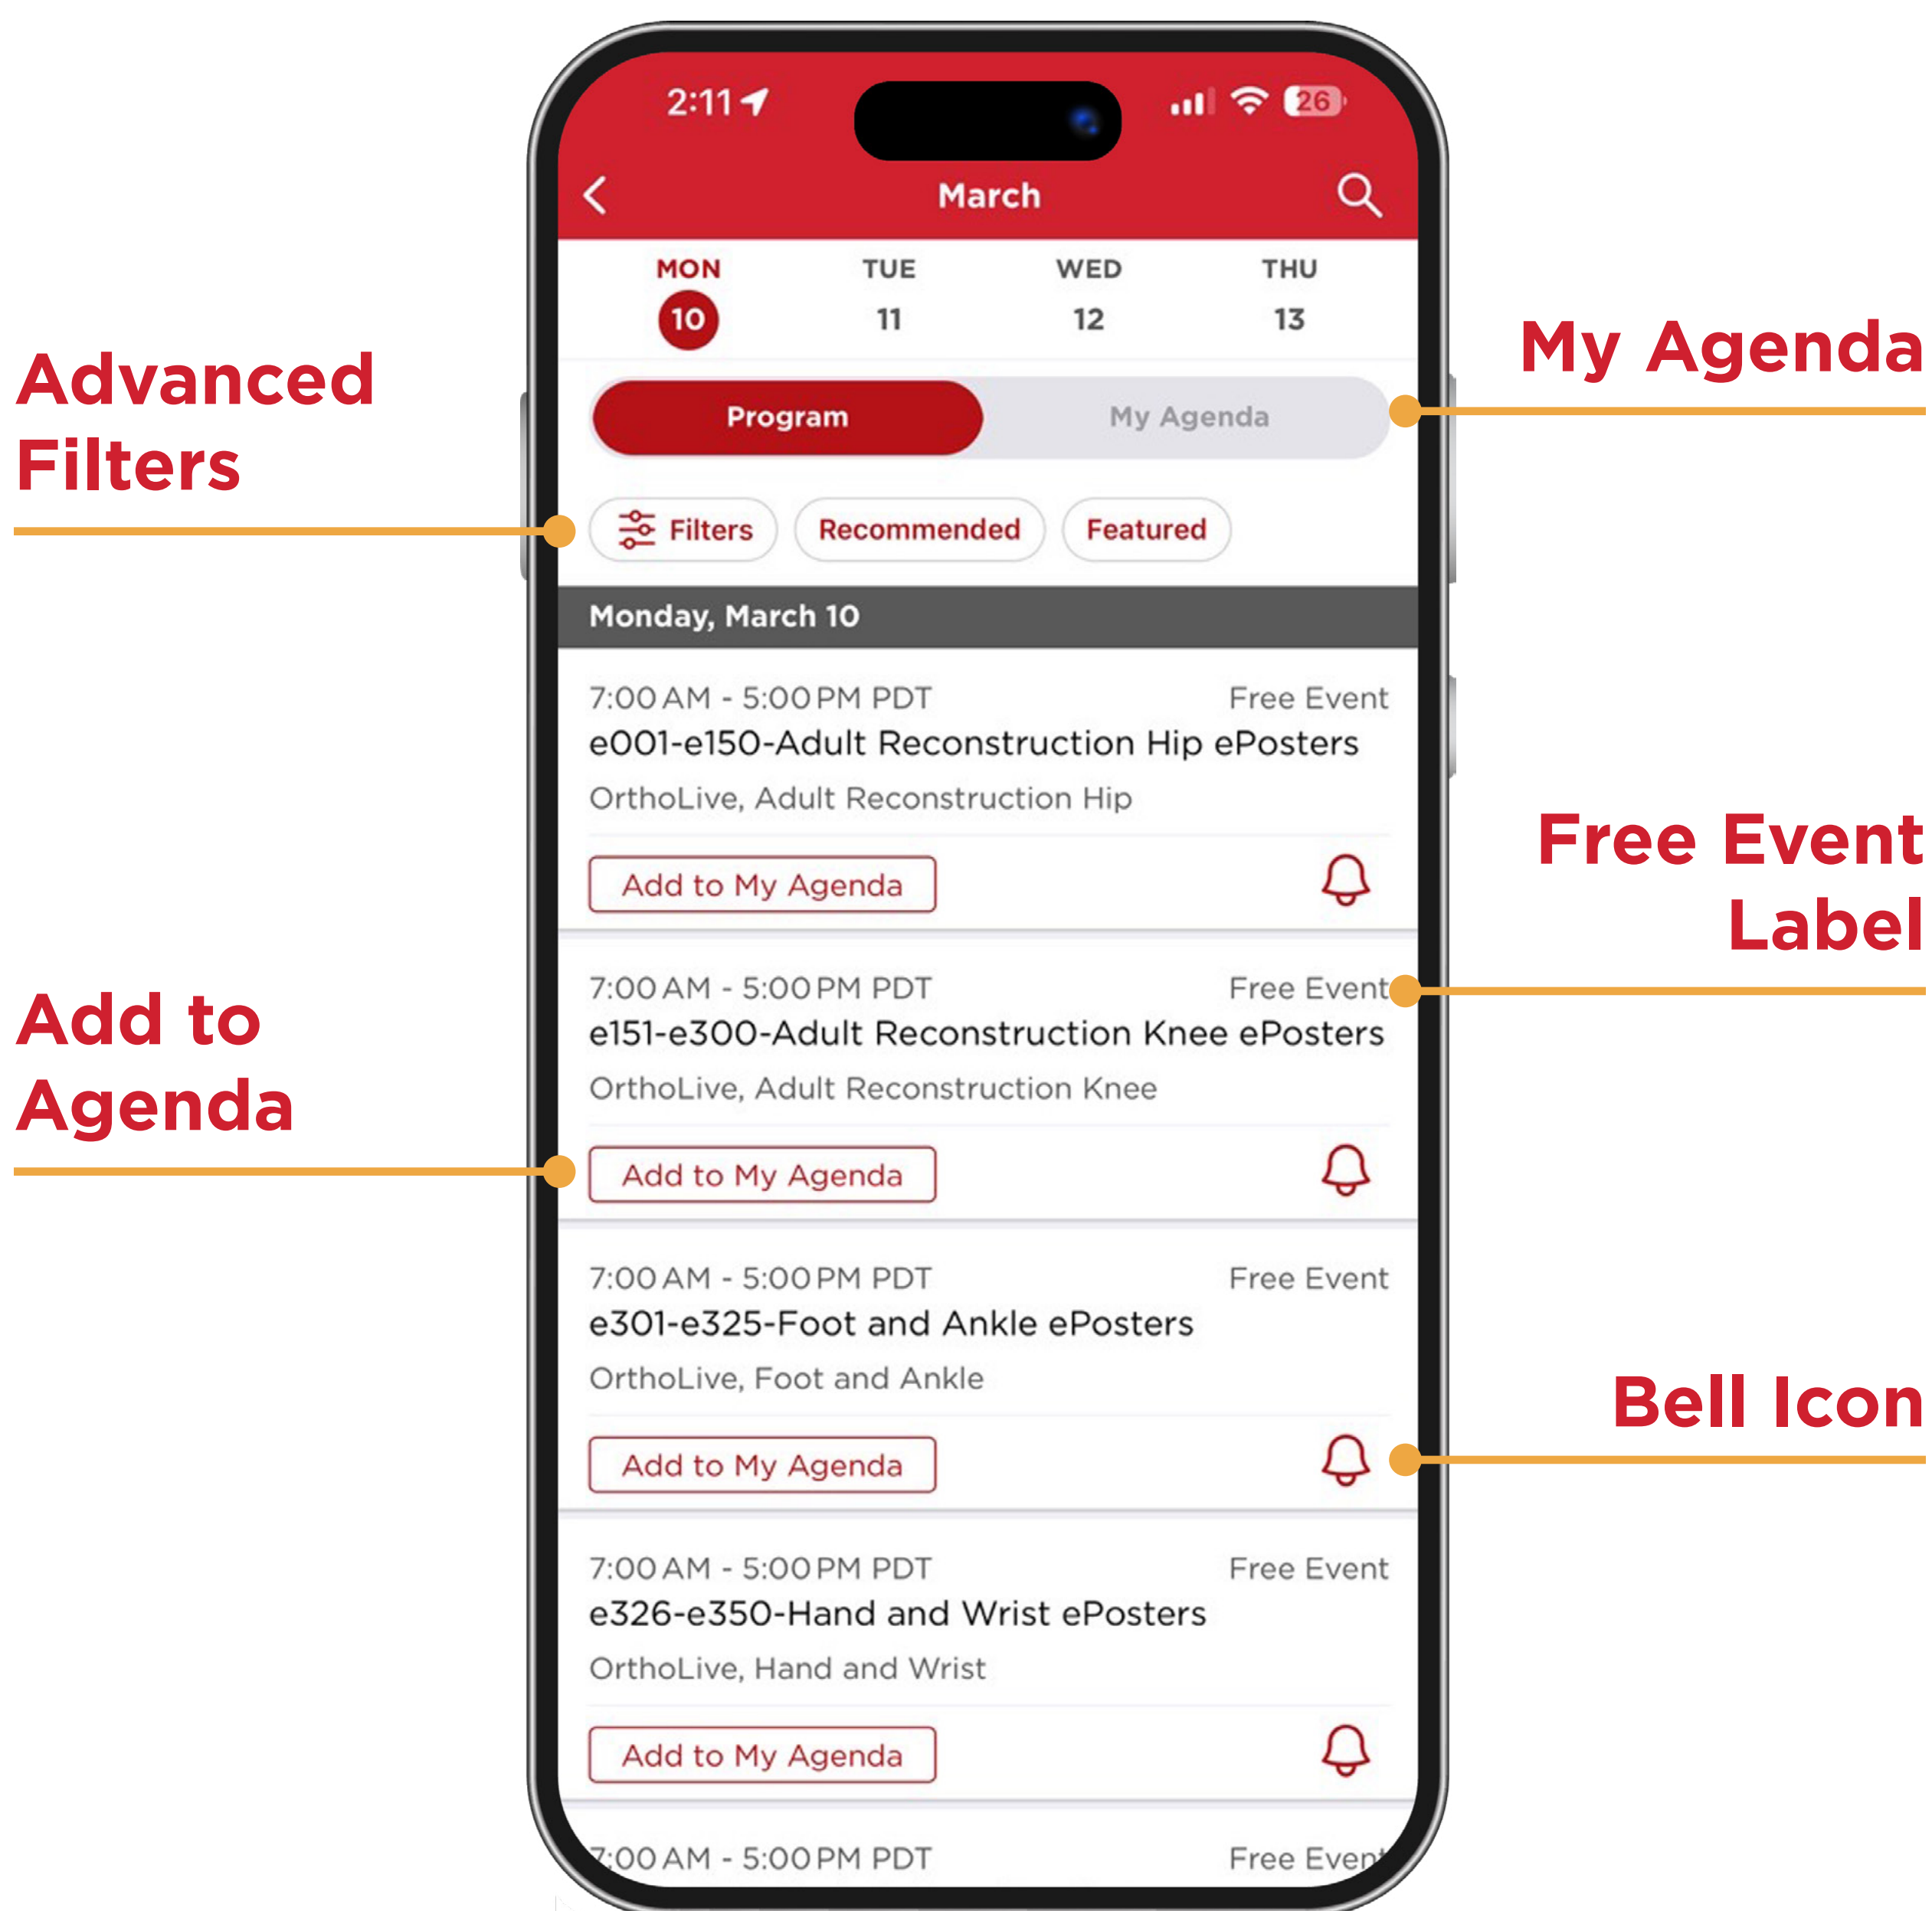 2:11
26
March
MON TUE WED THU
10 11 12 13
Advanced
Filters
My Agenda
Program
My Agenda
Filters
Recommended
Featured
Monday, March 10
7:00 AM - 5:00 PM PDT Free Event
e001-e150-Adult Reconstruction Hip ePosters
OrthoLive, Adult Reconstruction Hip
Add to My Agenda
Free Event
Label
7:00 AM - 5:00 PM PDT Free Event
e151-e300-Adult Reconstruction Knee ePosters
OrthoLive, Adult Reconstruction Knee
Add to My Agenda
Add to
Agenda
7:00 AM - 5:00 PM PDT Free Event
e301-e325-Foot and Ankle ePosters
OrthoLive, Foot and Ankle
Add to My Agenda
Bell Icon
7:00 AM - 5:00 PM PDT Free Event
e326-e350-Hand and Wrist ePosters
OrthoLive, Hand and Wrist
Add to My Agenda
7:00 AM - 5:00 PM PDT Free Event